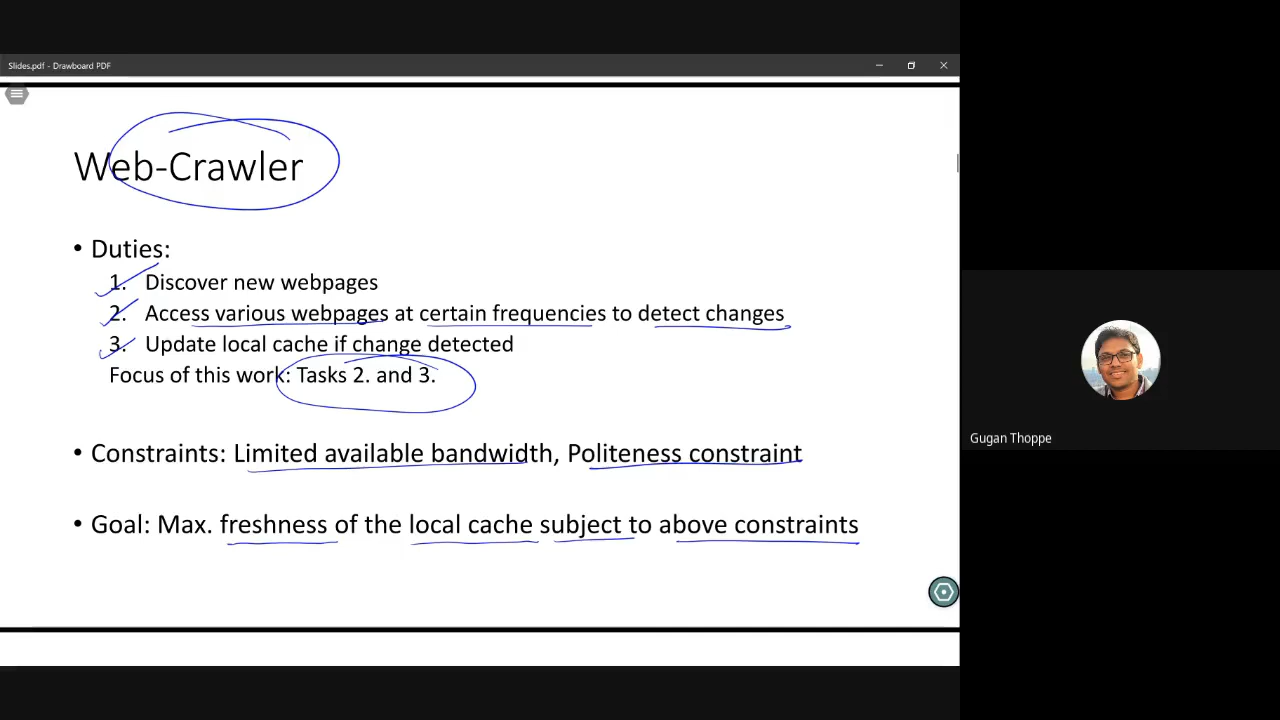 Slides.pdf - Drawboard PDF
Web-Crawler
• Duties:
1. Discover new webpages
2. Access various webpages at certain frequencies to detect changes
3. Update local cache if change detected
Focus of this work: Tasks 2. and 3.
• Constraints: Limited available bandwidth, Politeness constraint
• Goal: Max. freshness of the local cache subject to above constraints
Gugan Thoppe